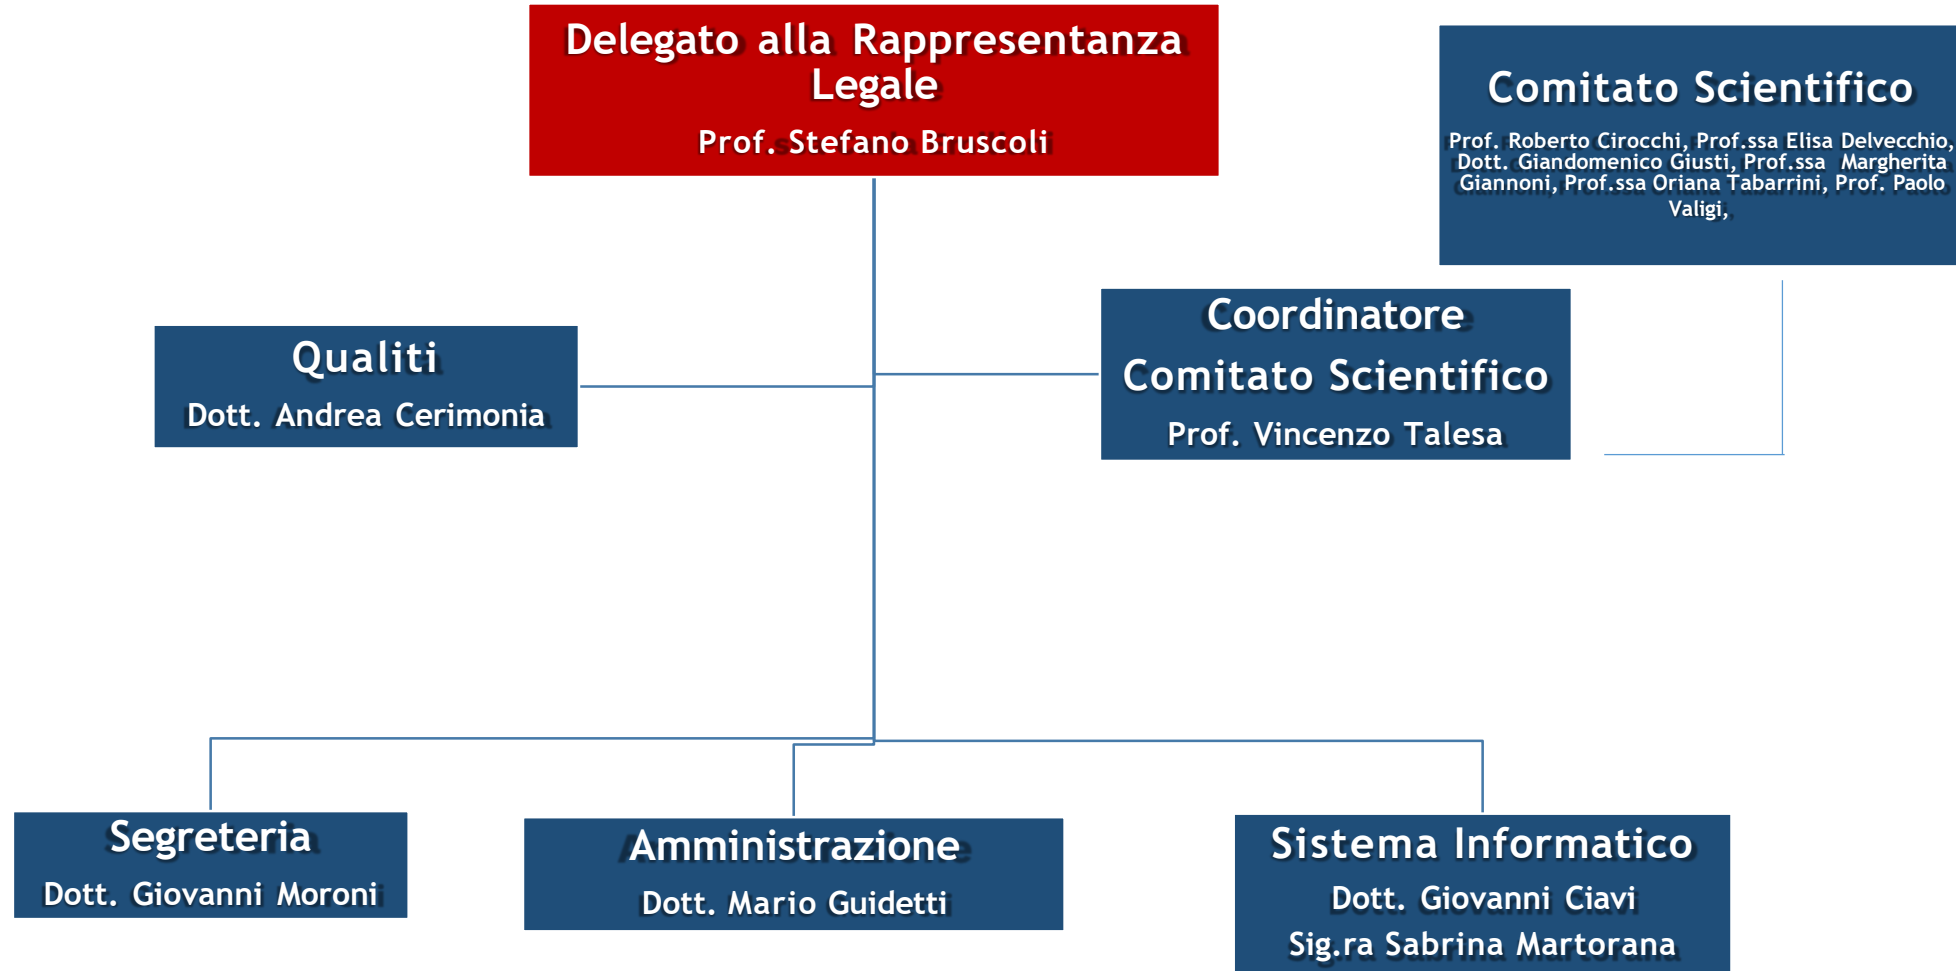 Delegato alla Rappresentanza
Legale
Prof. Stefano Bruscoli
Comitato Scientifico
Prof. Roberto Cirocchi, Prof.ssa Elisa Delvecchio,
Dott. Giandomenico Giusti, Prof.ssa Margherita
Giannoni, Prof.ssa Oriana Tabarrini, Prof. Paolo
Valigi,
Qualiti
Dott. Andrea Cerimonia
Coordinatore
Comitato Scientifico
Prof. Vincenzo Talesa
Segreteria
Dott. Giovanni Moroni
Amministrazione
Dott. Mario Guidetti
Sistema Informatico
Dott. Giovanni Ciavi
Sig.ra Sabrina Martorana